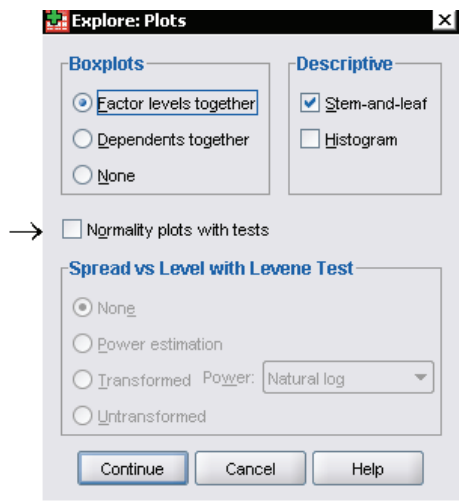 Explore: Plots
Boxplots
Factor levels together
Dependents together
None
Descriptive
Stem-and-leaf
Histogram
Normality plots with tests
Spread vs Level with Levene Test
None
Power estimation
Transformed Power: Natural log
Untransformed
Continue Cancel Help